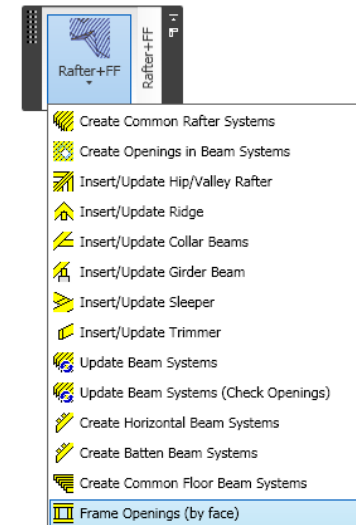 Rafter+FF
Rafter+FF
Create Common Rafter Systems
Create Openings in Beam Systems
Insert/Update Hip/Valley Rafter
Insert/Update Ridge
Insert/Update Collar Beams
Insert/Update Girder Beam
Insert/Update Sleeper
Insert/Update Trimmer
Update Beam Systems
Update Beam Systems (Check Openings)
Create Horizontal Beam Systems
Create Batten Beam Systems
Create Common Floor Beam Systems
Frame Openings (by face)